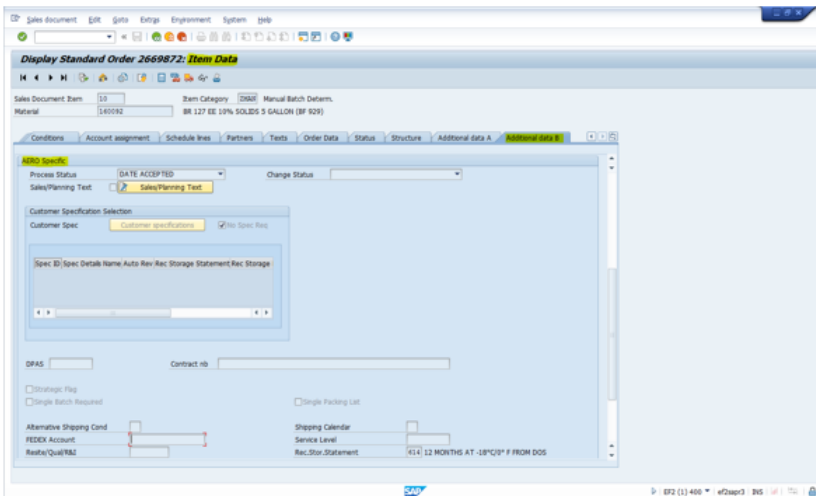 Sales document Edit Goto Extras Environment System Help
Display Standard Order 2669872: Item Data
Sales Document Item 10 Item Category Manual Batch Determ.
Material 160092 BR 127 EE 10% SOLIDS 5 GALLON (BF 929)
Conditions Account assignment Schedule lines Partners Texts Order Data Status Structure Additional data A Additional data B
AERO Specific
Process Status DATE ACCEPTED Change Status
Sales/Planning Text Sales/Planning Text
Customer Specification Selection
Customer Spec Customer specifications No Spec Req
Spec ID Spec Details Name Auto Rev Rec Storage Statement Rec Storage
DPAS Contract nb
Strategic Flag
Single Batch Required Single Packing List
Alternative Shipping Cond Shipping Calendar
FEDEX Account Service Level
Resite/Qual/R&I Rec.Stor.Statement 014 12 MONTHS AT -18°C/0° F FROM DOS
SAP EF2 (1) 400 ef2sapr3 INS